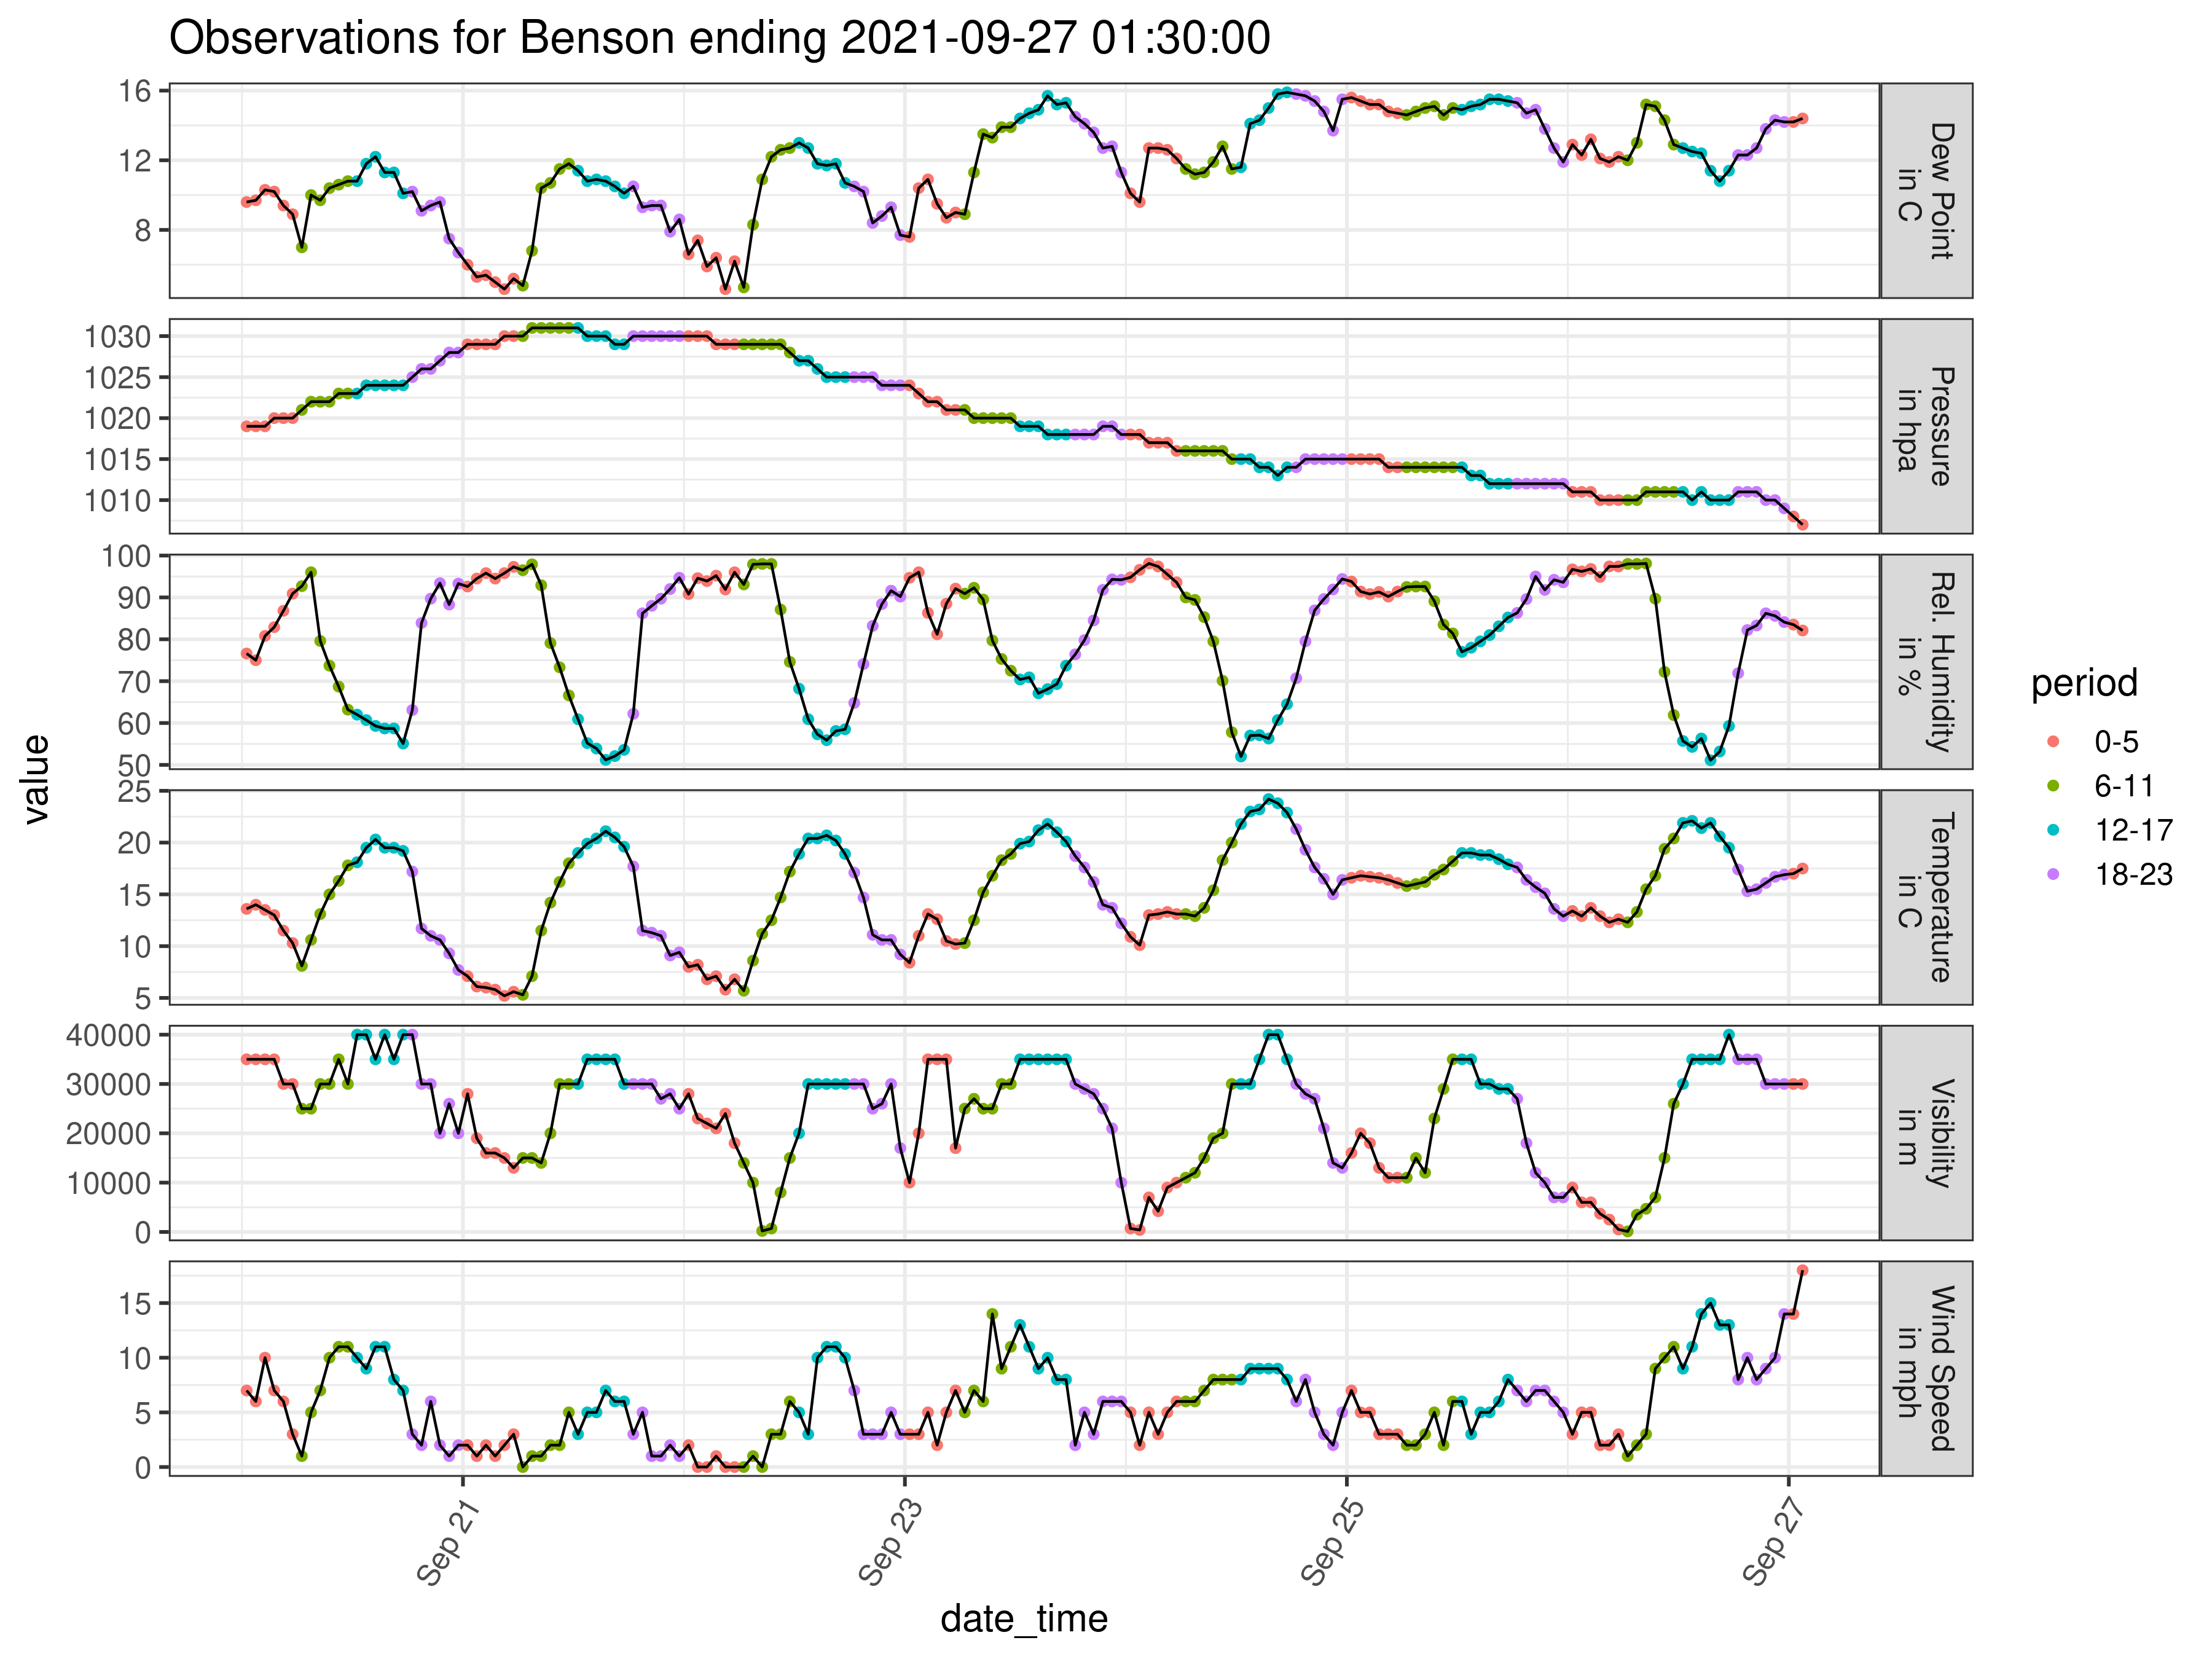 Observations for Benson ending 2021-09-27 01:30:00
value
16
12
8
Dew Point
in C
1030
1025
1020
1015
1010
Pressure
in hpa
100
90
80
70
60
50
Rel. Humidity
in %
25
20
15
10
5
Temperature
in C
40000
30000
20000
10000
0
Visibility
in m
15
10
5
0
Wind Speed
in mph
Sep 21
Sep 23
Sep 25
Sep 27
date_time
period
0-5
6-11
12-17
18-23